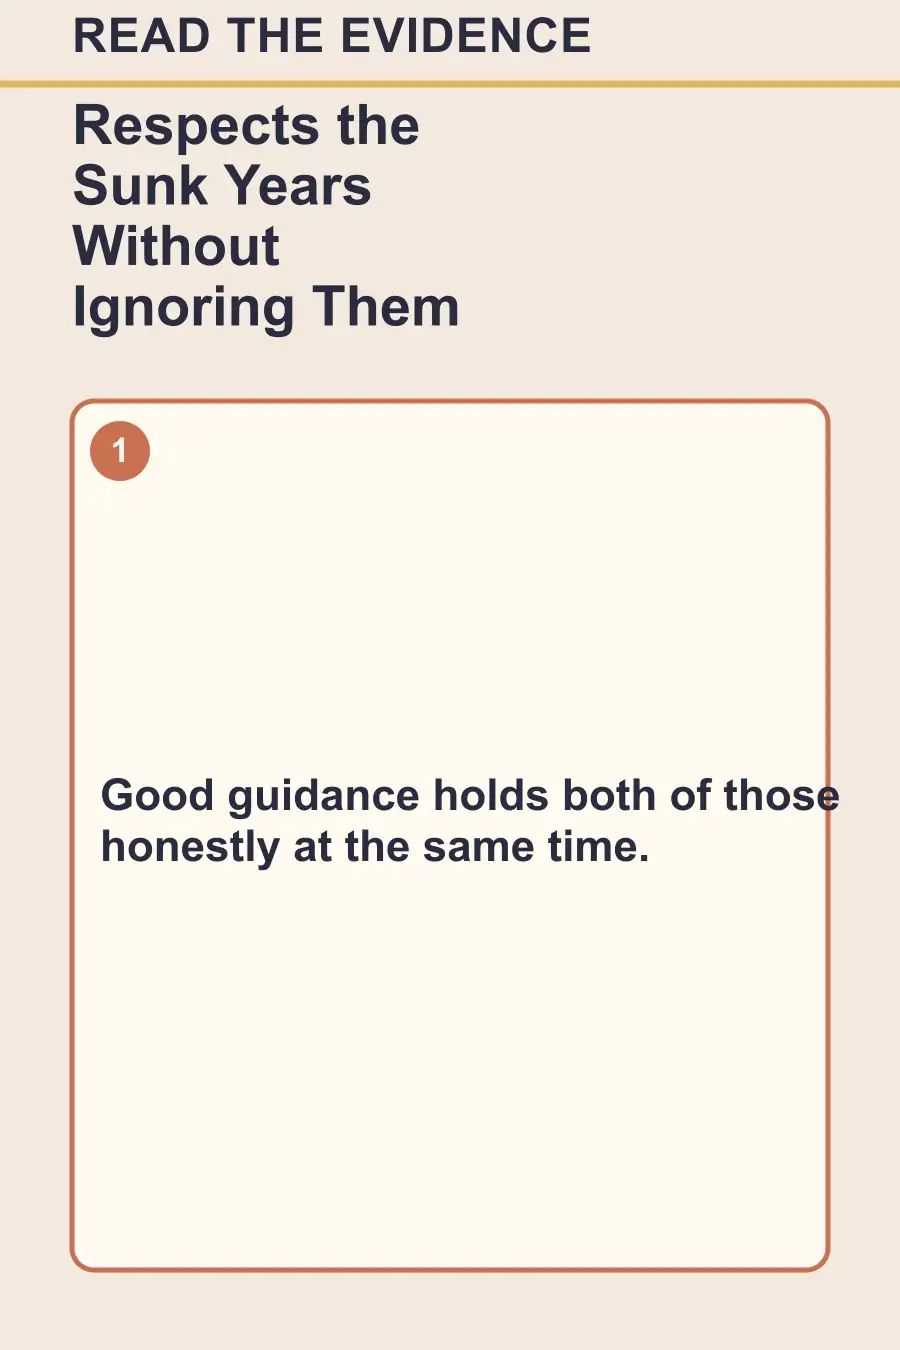 READ THE EVIDENCE
Respects the
Sunk Years
Without
Ignoring Them
1
Good guidance holds both of those
honestly at the same time.